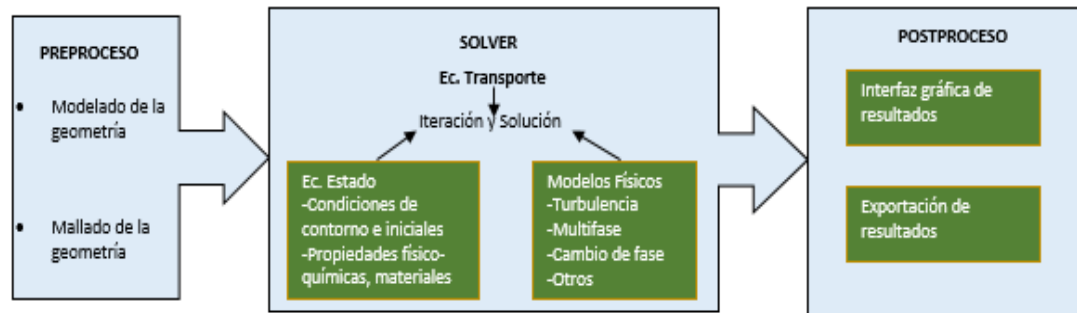 PREPROCESO
• Modelado de la
geometría
• Mallado de la
geometría
SOLVER
Ec. Transporte
Iteración y Solución
Ec. Estado
-Condiciones de
contorno e iniciales
-Propiedades físico-
químicas, materiales
Modelos Físicos
-Turbulencia
-Multifase
-Cambio de fase
-Otros
POSTPROCESO
Interfaz gráfica de
resultados
Exportación de
resultados